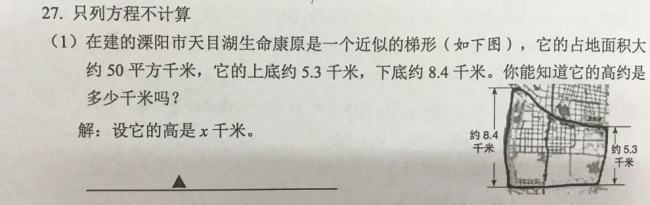 27. 只列方程不计算
（1）在建的溧阳市天目湖生命康原是一个近似的梯形（如下图），它的占地面积大
约 50 平方千米，它的上底约 5.3 千米，下底约 8.4 千米。你能知道它的高约是
多少千米吗？
解：设它的高是 x 千米。
约 8.4
千米
约 5.3
千米